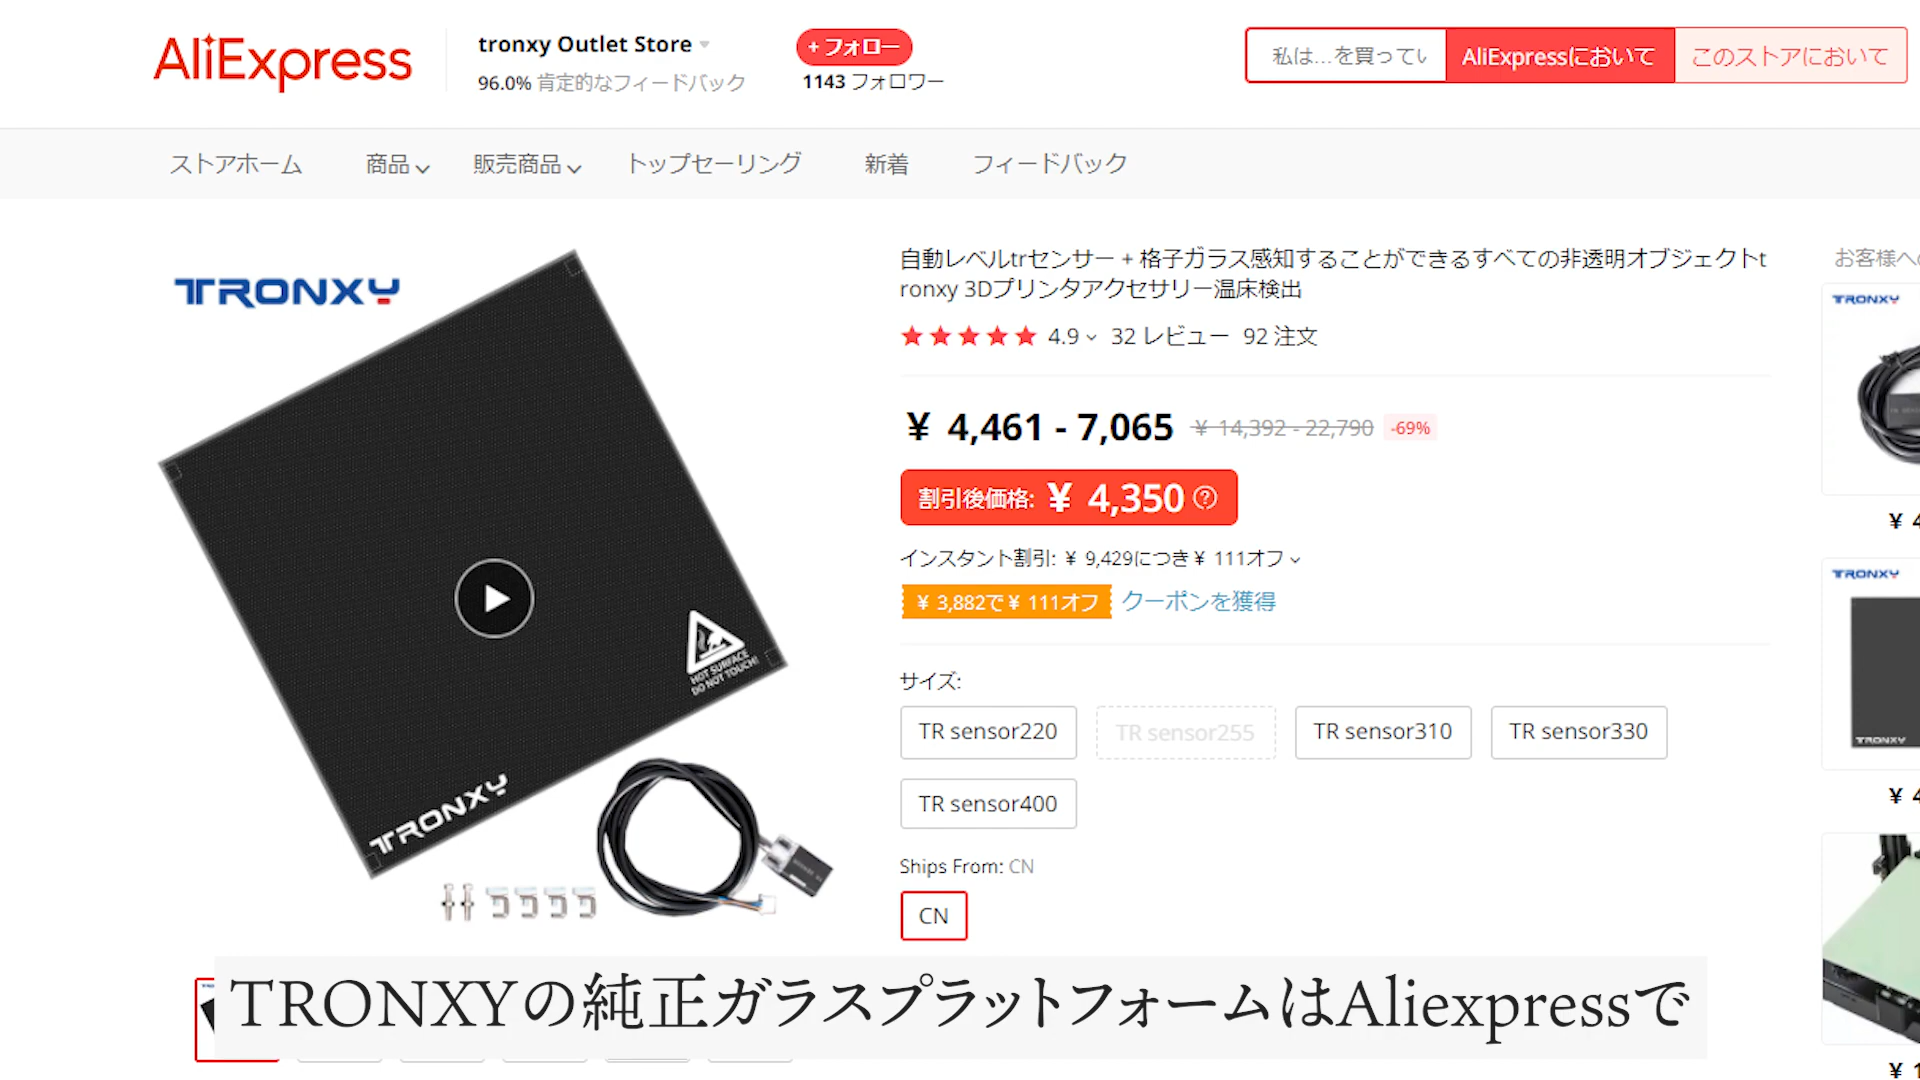 AliExpress
tronxy Outlet Store
96.0% 肯定的なフィードバック
+ フォロー
1143 フォロワー
私は...を買ってい
AliExpressにおいて
このストアにおいて
ストアホーム
商品
販売商品
トップセーリング
新着
フィードバック
TRONXY
HOT SURFACE
DO NOT TOUCH!
TRONXY
自動レベルtrセンサー + 格子ガラス感知することができるすべての非透明オブジェクトt
ronxy 3Dプリンタアクセサリー温床検出
4.9
32 レビュー
92 注文
¥ 4,461 - 7,065
¥ 14,392 - 22,790
-69%
割引後価格: ¥ 4,350
インスタント割引: ¥ 9,429につき¥ 111オフ
¥ 3,882で¥ 111オフ
クーポンを獲得
サイズ:
TR sensor220
TR sensor255
TR sensor310
TR sensor330
TR sensor400
Ships From: CN
CN
お客様へ
TRONXY
¥ 4
TRONXY
TRONXY
¥ 4
¥ 1
TRONXYの純正ガラスプラットフォームはAliexpressで